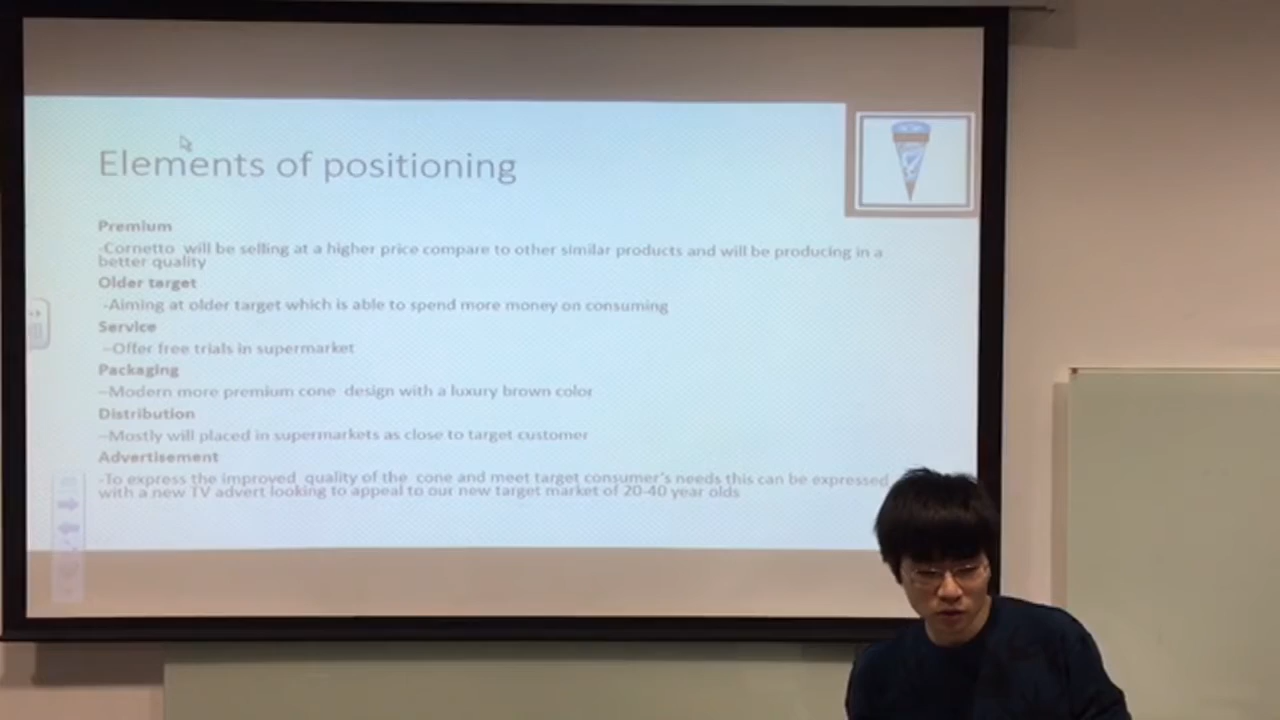 Elements of positioning
Premium
-Cornetto will be selling at a higher price compare to other similar products and will be producing in a
better quality
Older target
-Aiming at older target which is able to spend more money on consuming
Service
–Offer free trials in supermarket
Packaging
–Modern more premium cone design with a luxury brown color
Distribution
–Mostly will placed in supermarkets as close to target customer
Advertisement
-To express the improved quality of the cone and meet target consumer's needs this can be expressed
with a new TV advert looking to appeal to our new target market of 20-40 year olds